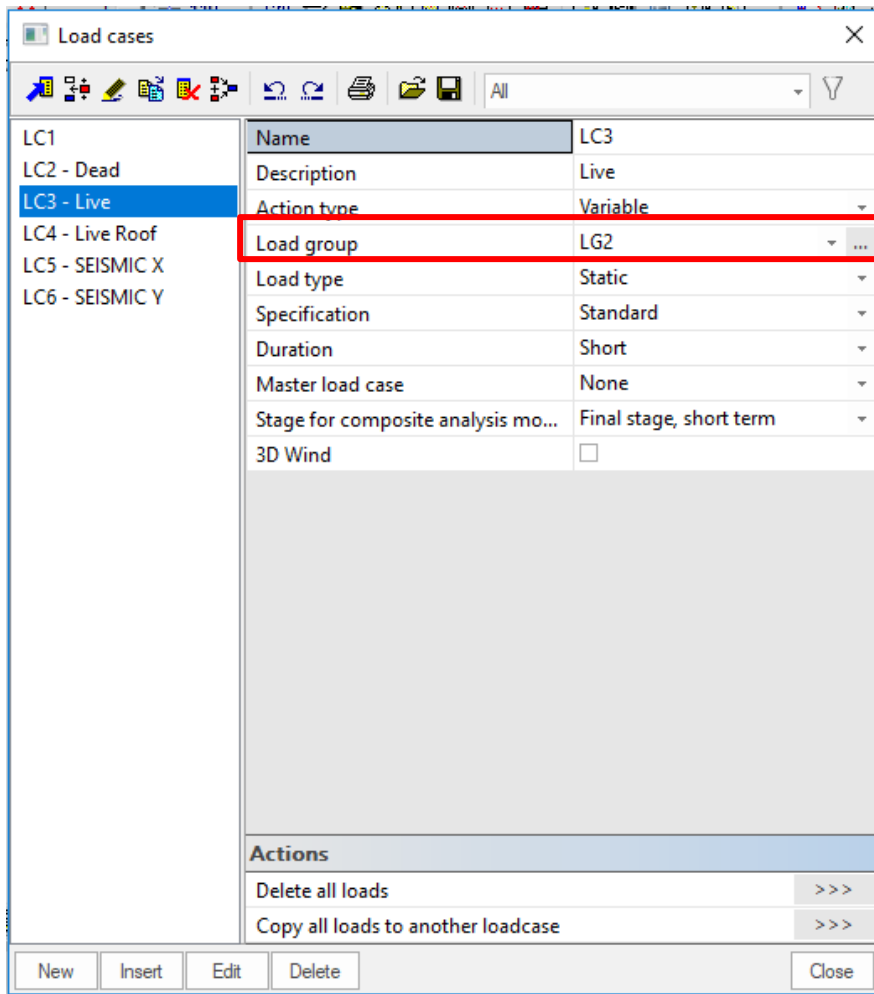 Load cases
All
LC1
LC2 - Dead
LC3 - Live
LC4 - Live Roof
LC5 - SEISMIC X
LC6 - SEISMIC Y
Name LC3
Description Live
Action type Variable
Load group LG2 ...
Load type Static
Specification Standard
Duration Short
Master load case None
Stage for composite analysis mo... Final stage, short term
3D Wind
Actions
Delete all loads >>>
Copy all loads to another loadcase >>>
New Insert Edit Delete Close